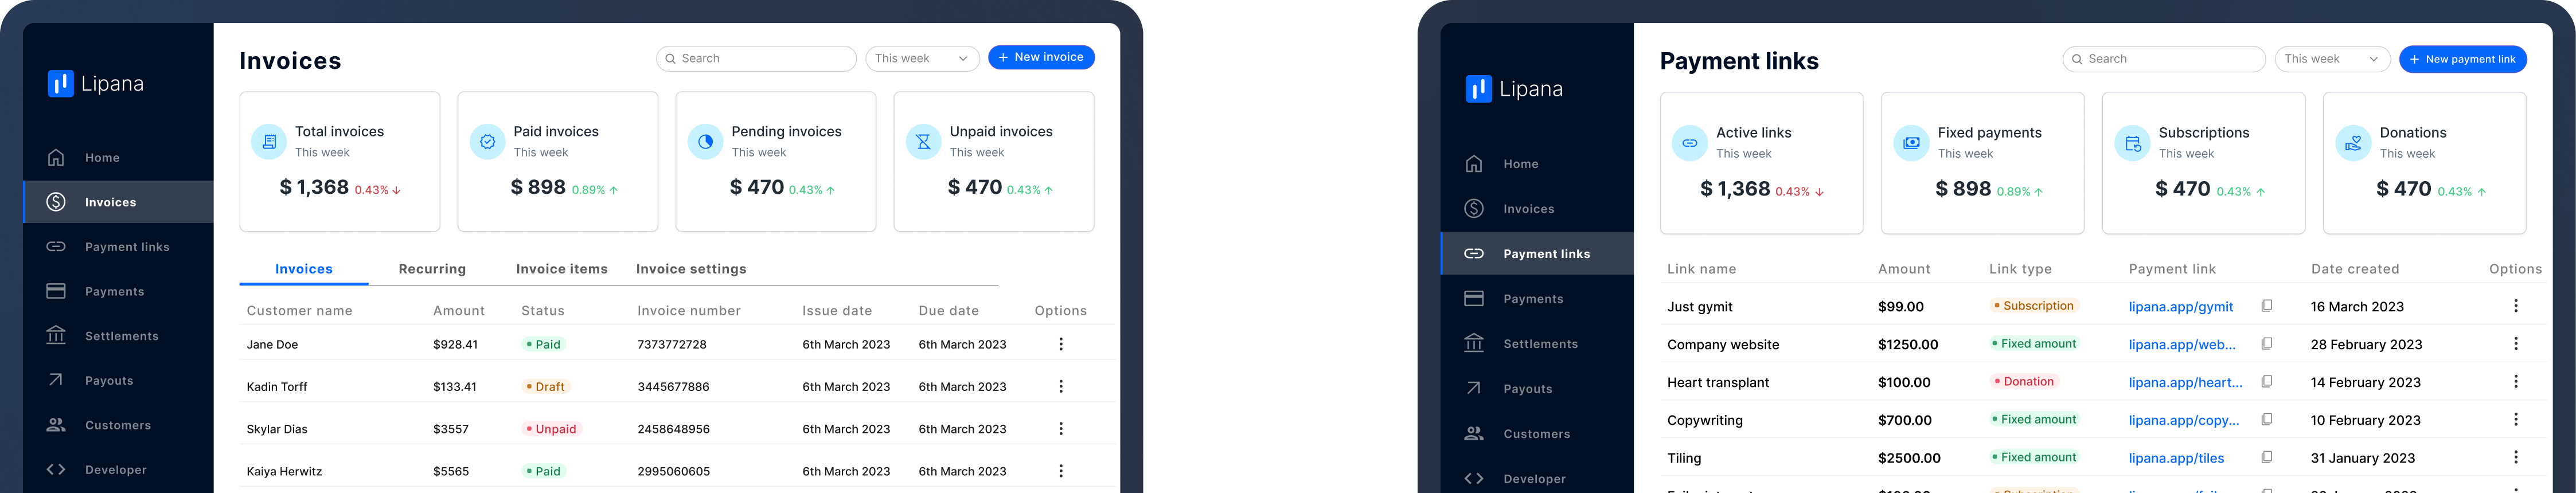 Lipana
Home
Invoices
Payment links
Payments
Settlements
Payouts
Customers
Developer
Invoices
Search
This week
+ New invoice
Total invoices
This week
$ 1,368 0.43% ↓
Paid invoices
This week
$ 898 0.89% ↑
Pending invoices
This week
$ 470 0.43% ↑
Unpaid invoices
This week
$ 470 0.43% ↑
Invoices Recurring Invoice items Invoice settings
Customer name Amount Status Invoice number Issue date Due date Options
Jane Doe $928.41 Paid 7373772728 6th March 2023 6th March 2023
Kadin Torff $133.41 Draft 3445677886 6th March 2023 6th March 2023
Skylar Dias $3557 Unpaid 2458648956 6th March 2023 6th March 2023
Kaiya Herwitz $5565 Paid 2995060605 6th March 2023 6th March 2023
Lipana
Home
Invoices
Payment links
Payments
Settlements
Payouts
Customers
Developer
Payment links
Search
This week
+ New payment link
Active links
This week
$ 1,368 0.43% ↓
Fixed payments
This week
$ 898 0.89% ↑
Subscriptions
This week
$ 470 0.43% ↑
Donations
This week
$ 470 0.43% ↑
Link name Amount Link type Payment link Date created Options
Just gymit $99.00 Subscription lipana.app/gymit 16 March 2023
Company website $1250.00 Fixed amount lipana.app/web... 28 February 2023
Heart transplant $100.00 Donation lipana.app/heart... 14 February 2023
Copywriting $700.00 Fixed amount lipana.app/copy... 10 February 2023
Tiling $2500.00 Fixed amount lipana.app/tiles 31 January 2023